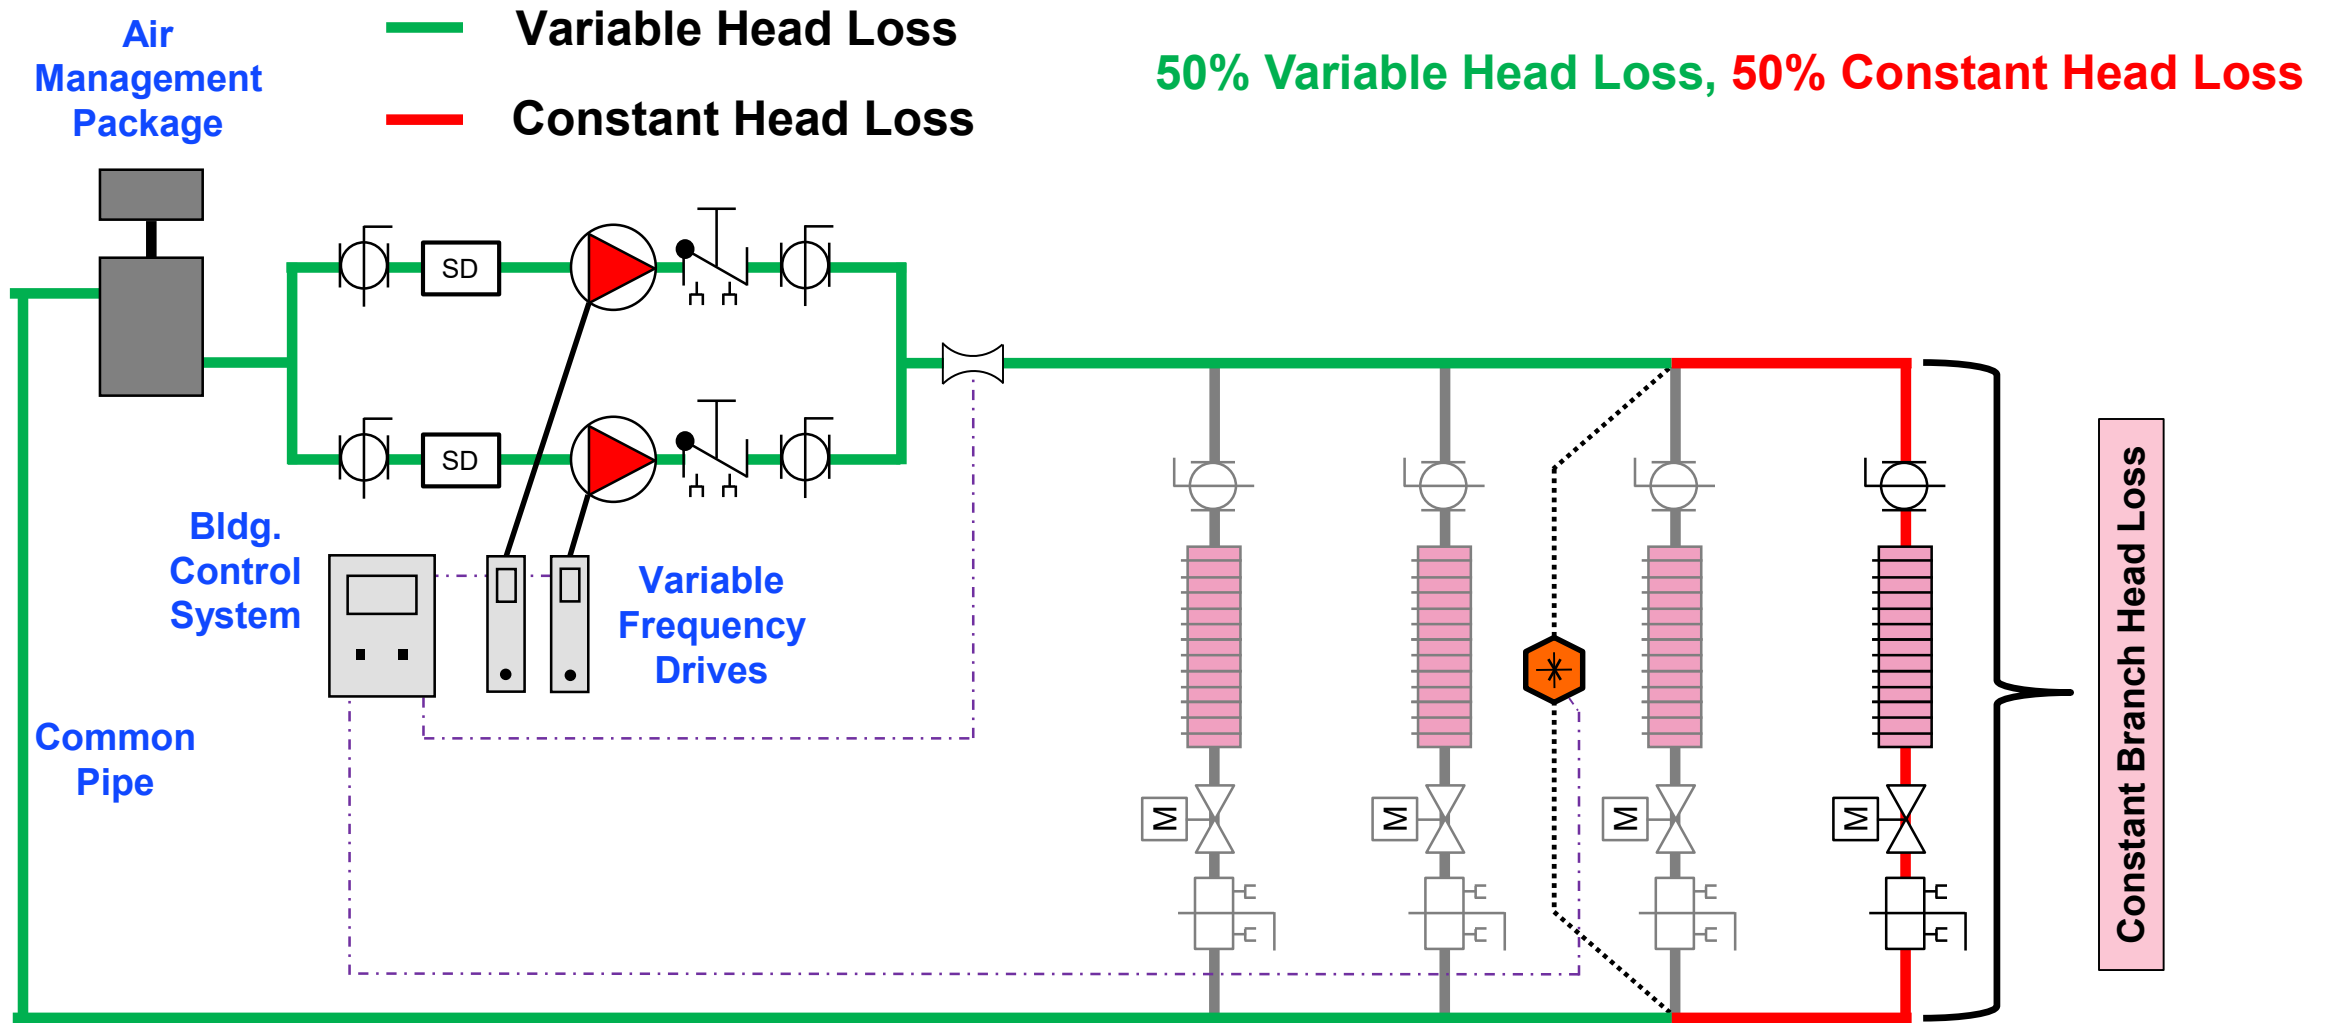 Air
Management
Package
Variable Head Loss
Constant Head Loss
50% Variable Head Loss, 50% Constant Head Loss
SD
SD
Bldg.
Control
System
Variable
Frequency
Drives
Common
Pipe
M
M
M
M
Constant Branch Head Loss